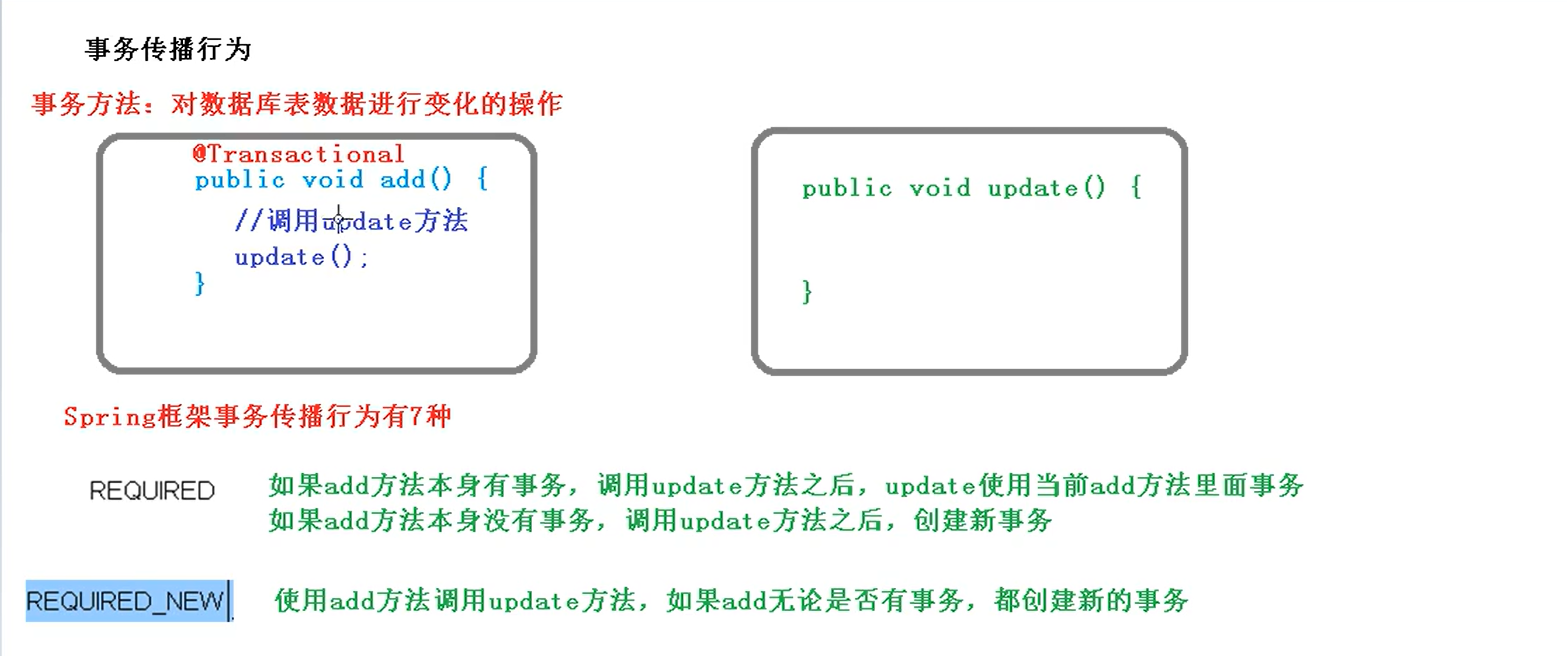 事务传播行为
事务方法：对数据库表数据进行变化的操作
@Transactional
public void add() {
//调用update方法
update();
}
public void update() {
}
Spring框架事务传播行为有7种
REQUIRED
如果add方法本身有事务，调用update方法之后，update使用当前add方法里面事务
如果add方法本身没有事务，调用update方法之后，创建新事务
REQUIRED_NEW
使用add方法调用update方法，如果add无论是否有事务，都创建新的事务